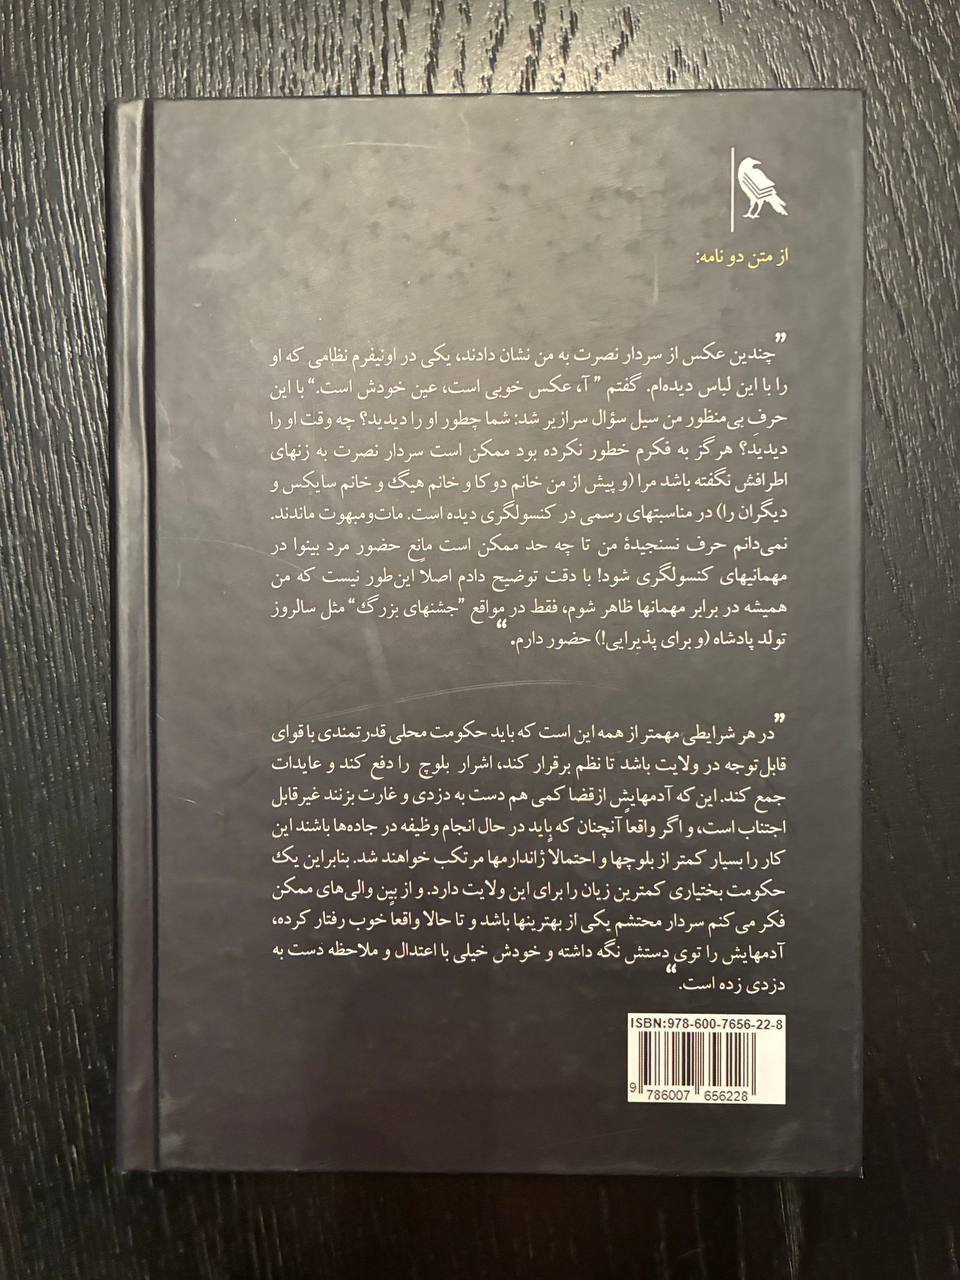 از متن دو نامه:
”چندین عکس از سردار نصرت به من نشان دادند، یکی در اونیفرم نظامی که او
را با این لباس دیده‌ام. گفتم ” آ، عکس خوبی است، عین خودش است.“ با این
حرف بی‌منظور من سیل سؤال سرازیر شد: شما چطور او را دیدید؟ چه وقت او را
دیدید؟ هرگز به فکرم خطور نکرده بود ممکن است سردار نصرت به زنهای
اطرافش نگفته باشد مرا (و پیش از من خانم دوکا و خانم هیگ و خانم سایکس و
دیگران را) در مناسبتهای رسمی در کنسولگری دیده است. مات‌ومبهوت ماندند.
نمی‌دانم حرف نسنجیدهٔ من تا چه حد ممکن است مانع حضور مرد بینوا در
مهمانیهای کنسولگری شود! با دقت توضیح دادم اصلاً این‌طور نیست که من
همیشه در برابر مهمانها ظاهر شوم، فقط در مواقع ”جشنهای بزرگ“ مثل سالروز
تولد پادشاه (و برای پذیرایی!) حضور دارم.“
”در هر شرایطی مهمتر از همه این است که باید حکومت محلی قدرتمندی با قوای
قابل‌توجه در ولایت باشد تا نظم برقرار کند، اشرار بلوچ را دفع کند و عایدات
جمع کند. این که آدمهایش ازقضا کمی هم دست به دزدی و غارت بزنند غیرقابل
اجتناب است، و اگر واقعاً آنچنان که باید در حال انجام وظیفه در جاده‌ها باشند این
کار را بسیار کمتر از بلوچها و احتمالاً ژاندارمها مرتکب خواهند شد. بنابراین یک
حکومت بختیاری کمترین زیان را برای این ولایت دارد. و از بین والی‌های ممکن
فکر می‌کنم سردار محتشم یکی از بهترینها باشد و تا حالا واقعاً خوب رفتار کرده،
آدمهایش را توی دستش نگه داشته و خودش خیلی با اعتدال و ملاحظه دست به
دزدی زده است.“
ISBN:978-600-7656-22-8
9 786007 656228